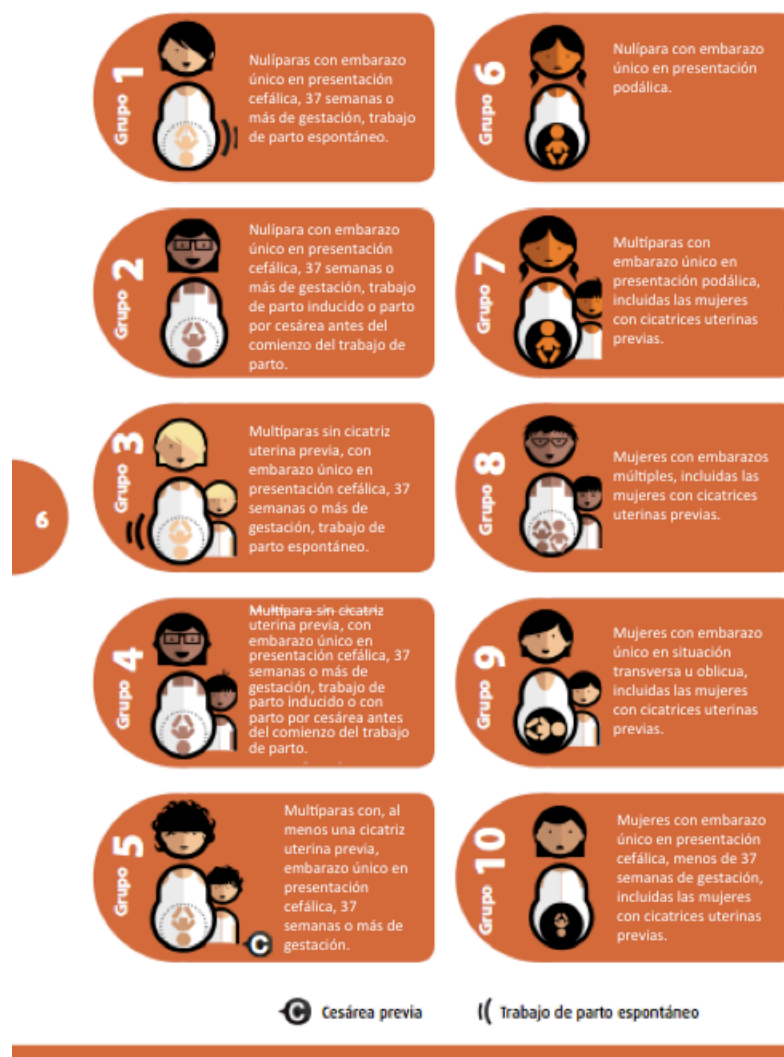 Grupo 1
Nulíparas con embarazo
único en presentación
cefálica, 37 semanas o
más de gestación, trabajo
de parto espontáneo.
Grupo 2
Nulípara con embarazo
único en presentación
cefálica, 37 semanas o
más de gestación, trabajo
de parto inducido o parto
por cesárea antes del
comienzo del trabajo de
parto.
Grupo 3
Multíparas sin cicatriz
uterina previa, con
embarazo único en
presentación cefálica, 37
semanas o más de
gestación, trabajo de
parto espontáneo.
6
Grupo 4
Multípara sin cicatriz
uterina previa, con
embarazo único en
presentación cefálica, 37
semanas o más de
gestación, trabajo de
parto inducido o con
parto por cesárea antes
del comienzo del trabajo
de parto.
Grupo 5
Multíparas con, al
menos una cicatriz
uterina previa,
embarazo único en
presentación
cefálica, 37
semanas o más de
gestación.
C
Grupo 6
Nulípara con embarazo
único en presentación
podálica.
Grupo 7
Multíparas con
embarazo único en
presentación podálica,
incluidas las mujeres
con cicatrices uterinas
previas.
Grupo 8
Mujeres con embarazos
múltiples, incluidas las
mujeres con cicatrices
uterinas previas.
Grupo 9
Mujeres con embarazo
único en situación
transversa u oblicua,
incluidas las mujeres
con cicatrices uterinas
previas.
Grupo 10
Mujeres con embarazo
único en presentación
cefálica, menos de 37
semanas de gestación,
incluidas las mujeres
con cicatrices uterinas
previas.
C Cesárea previa
Trabajo de parto espontáneo